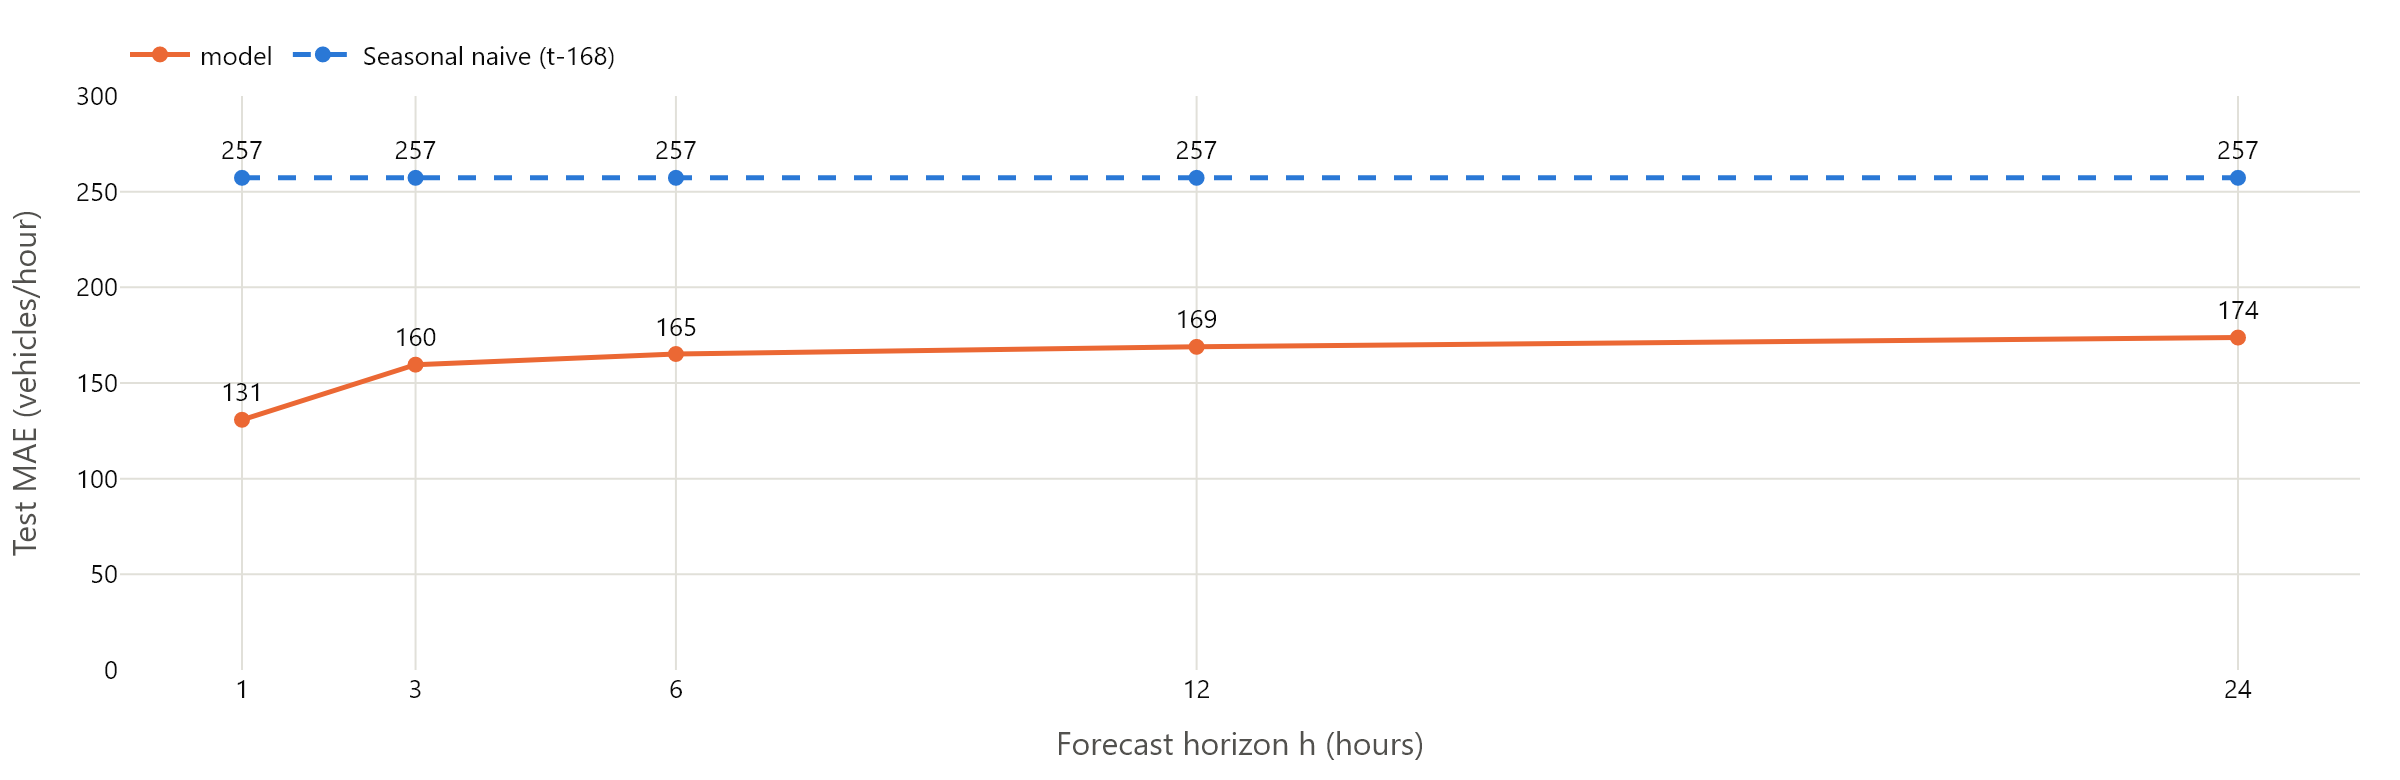 model Seasonal naive (t-168)
300
257 257 257 257 257
250
200
174
169
165
160
150
131
100
50
0
1 3 6 12 24
Test MAE (vehicles/hour)
Forecast horizon h (hours)